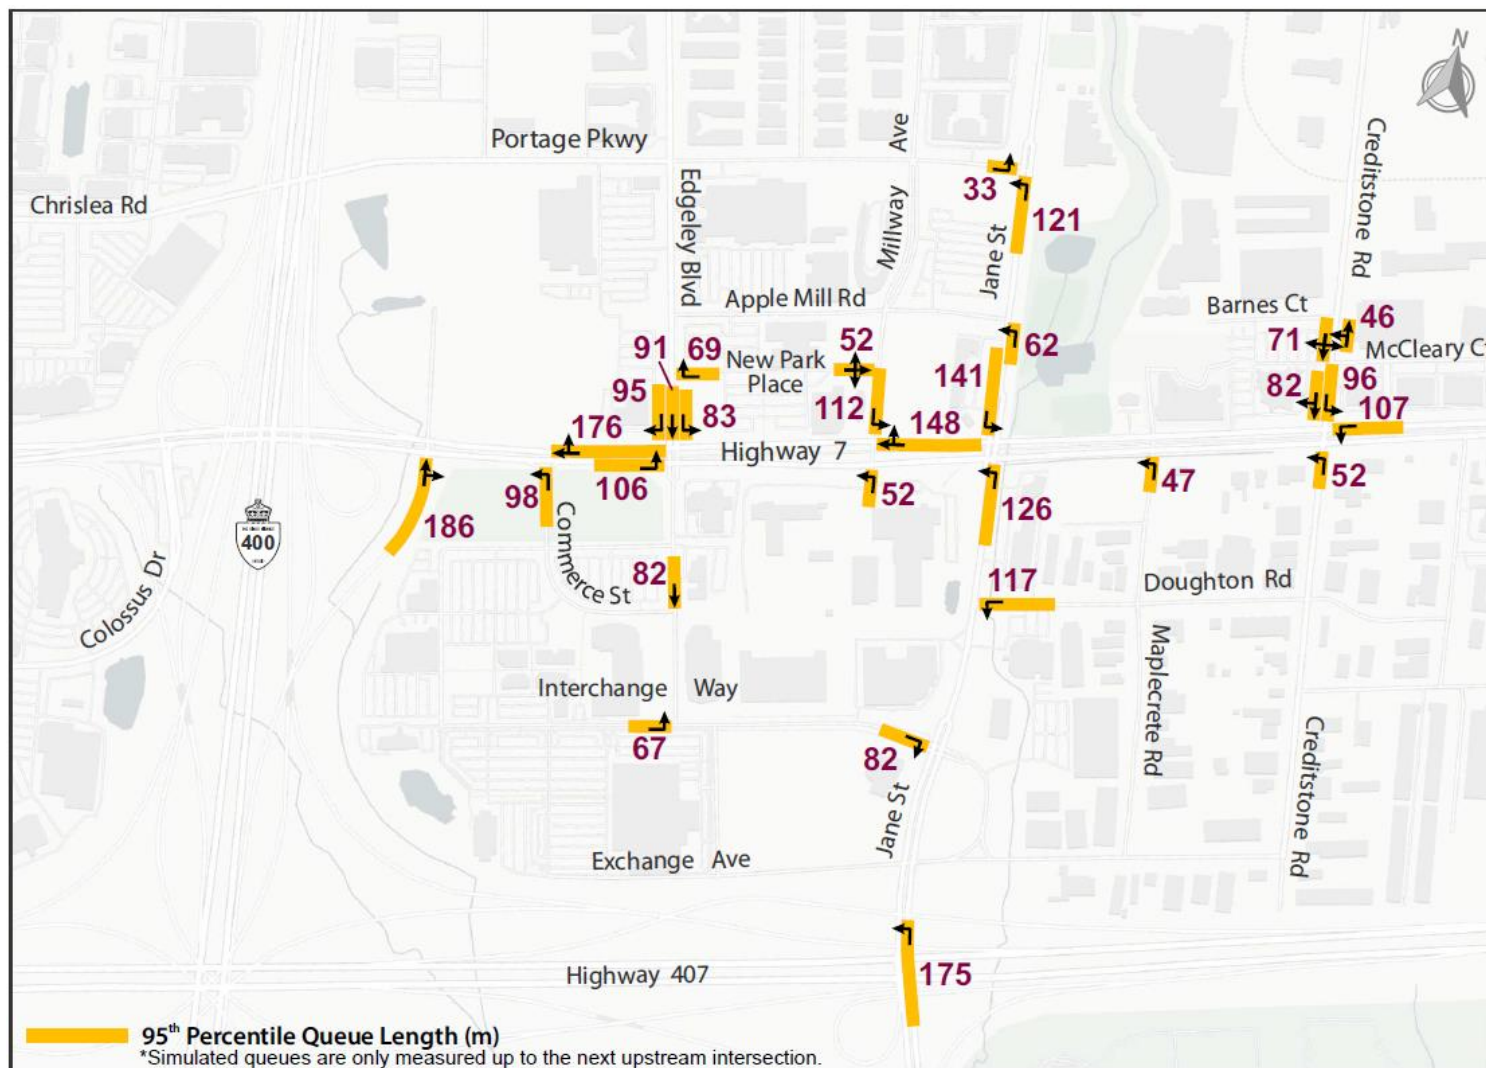 N
Portage Pkwy
Ave
Creditstone Rd
Chrislea Rd
Edgeley Blvd
33
Millway
121
Jane St
Apple Mill Rd
Barnes Ct
46
71
McCleary Ct
91
69
52
62
New Park
Place
95
141
82
96
83
112
107
176
148
Highway 7
106
98
52
126
47
52
186
400
Commerce St
82
117
Doughton Rd
Colossus Dr
Maplecrete Rd
Interchange Way
67
82
Creditstone Rd
Jane St
Exchange Ave
Highway 407
175
95th Percentile Queue Length (m)
*Simulated queues are only measured up to the next upstream intersection.